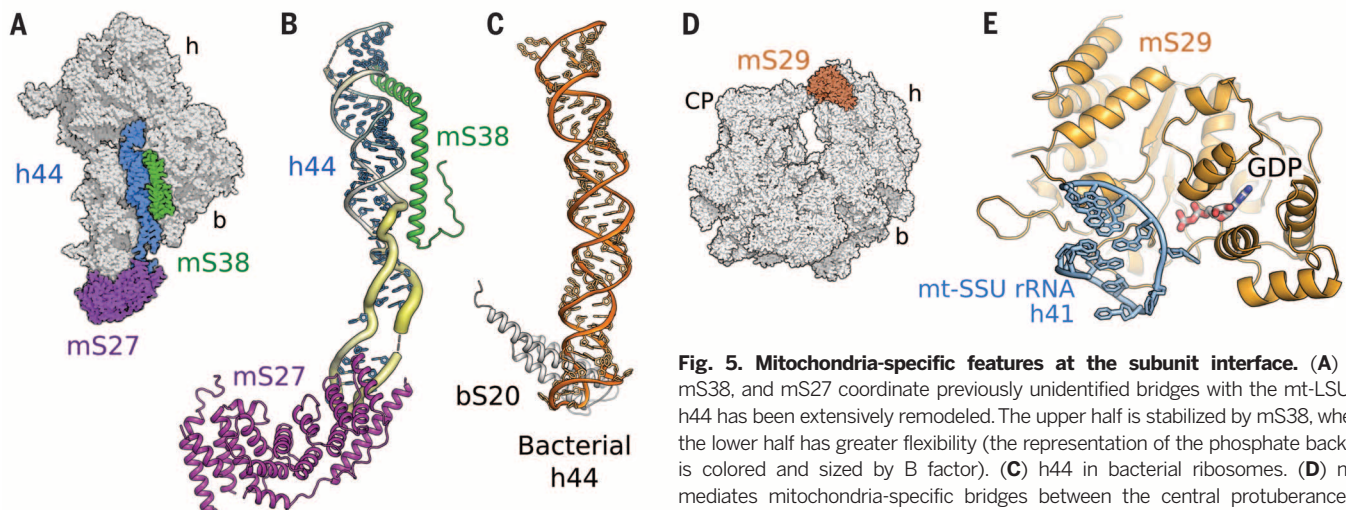 A
h
h44
b
mS38
mS27
B
h44
mS38
mS27
C
bS20
Bacterial
h44
D
mS29
CP
h
b
E
mS29
GDP
mt-SSU rRNA
h41
Fig. 5. Mitochondria-specific features at the subunit interface. (A)
mS38, and mS27 coordinate previously unidentified bridges with the mt-LSU
h44 has been extensively remodeled. The upper half is stabilized by mS38,
the lower half has greater flexibility (the representation of the phosphate
is colored and sized by B factor). (C) h44 in bacterial ribosomes. (D)
mediates mitochondria-specific bridges between the central protuberance